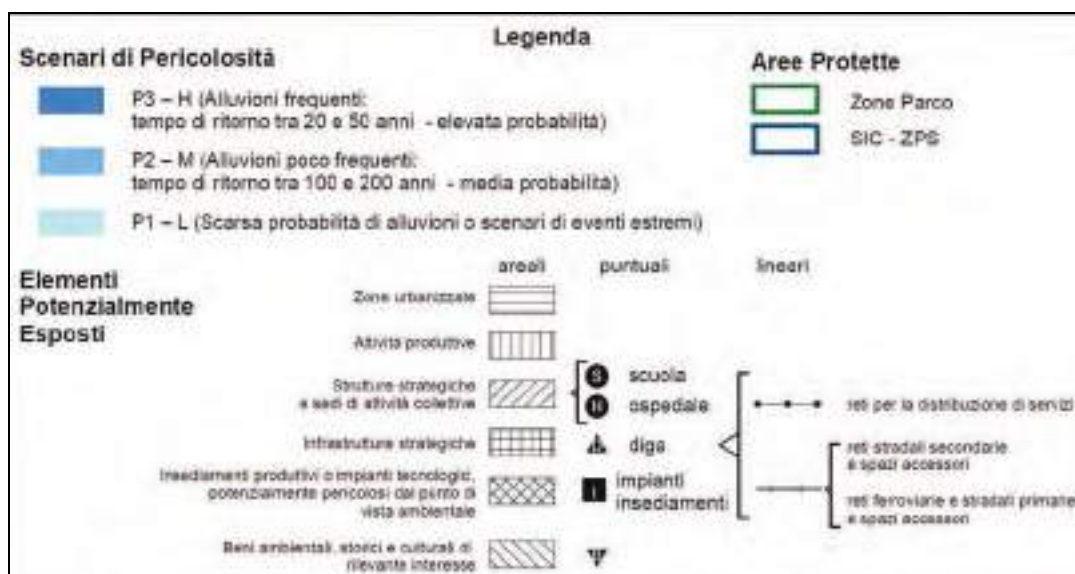 Legenda
Scenari di Pericolosità
P3 – H (Alluvioni frequenti:
tempo di ritorno tra 20 e 50 anni - elevata probabilità)
P2 – M (Alluvioni poco frequenti:
tempo di ritorno tra 100 e 200 anni - media probabilità)
P1 – L (Scarsa probabilità di alluvioni o scenari di eventi estremi)
Aree Protette
Zone Parco
SIC - ZPS
Elementi
Potenzialmente
Esposti
areali puntuali lineari
Zone urbanizzate
Attività produttive
Strutture strategiche
e sedi di attività collettive
Infrastrutture strategiche
Insediamenti produttivi o impianti tecnologici,
potenzialmente pericolosi dal punto di
vista ambientale
Beni ambientali, storici e culturali di
rilevante interesse
S scuola
H ospedale
diga
I impianti
insediamenti
reti per la distribuzione di servizi
reti stradali secondarie
e spazi accessori
reti ferroviarie e stradali primarie
e spazi accessori